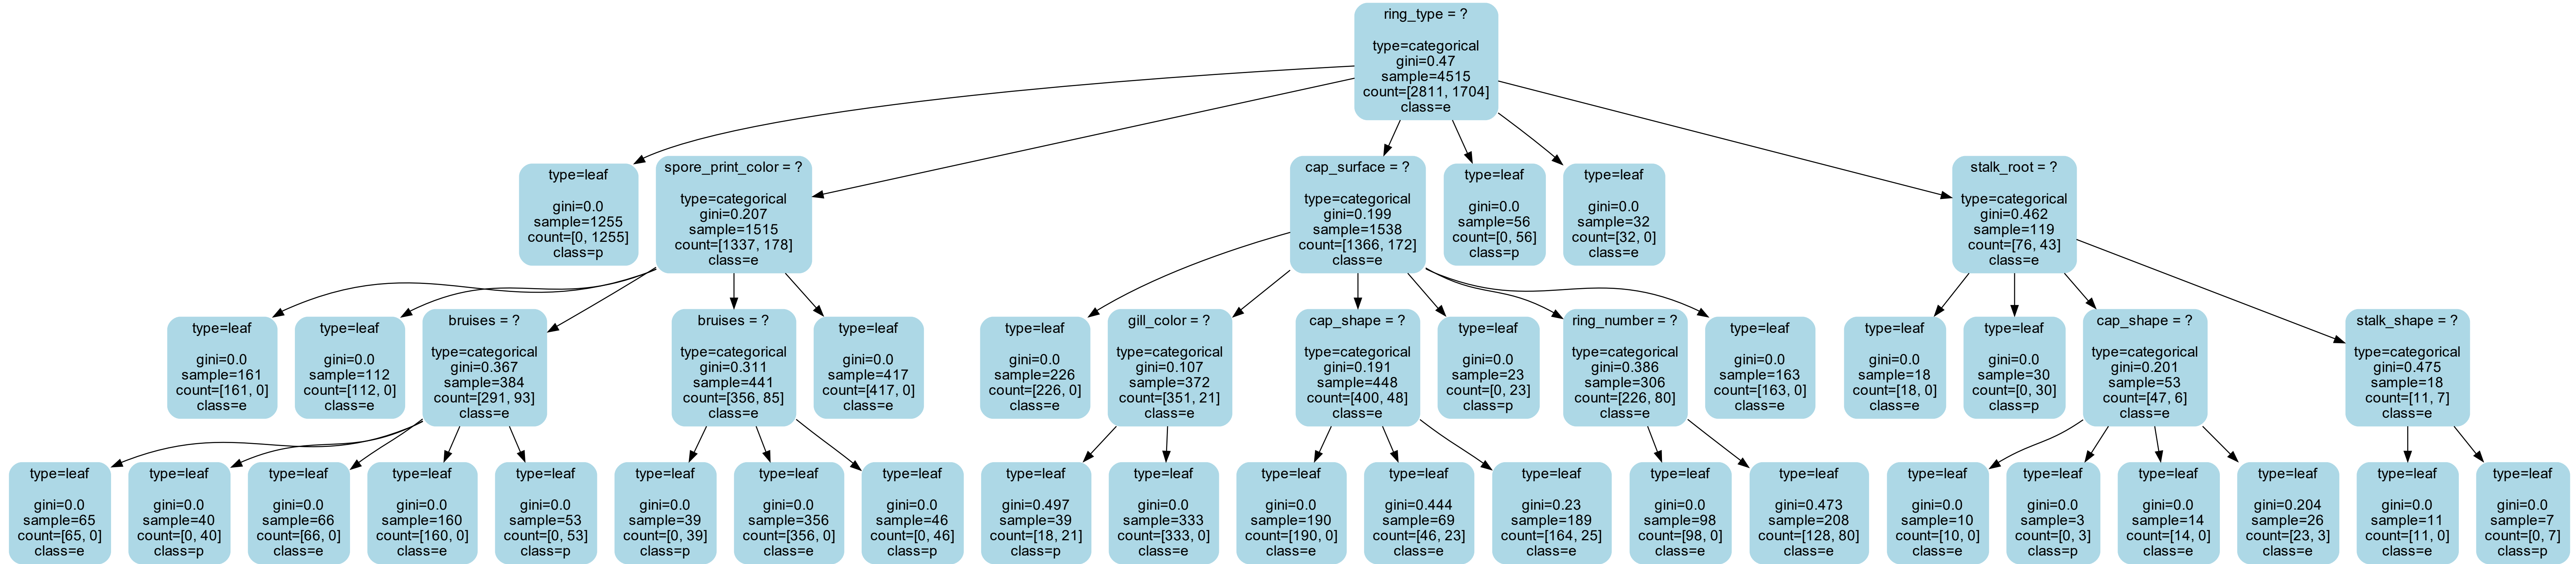 ring_type = ?
type=categorical
gini=0.47
sample=4515
count=[2811, 1704]
class=e
type=leaf
gini=0.0
sample=1255
count=[0, 1255]
class=p
spore_print_color = ?
type=categorical
gini=0.207
sample=1515
count=[1337, 178]
class=e
cap_surface = ?
type=categorical
gini=0.199
sample=1538
count=[1366, 172]
class=e
type=leaf
gini=0.0
sample=56
count=[0, 56]
class=p
type=leaf
gini=0.0
sample=32
count=[32, 0]
class=e
stalk_root = ?
type=categorical
gini=0.462
sample=119
count=[76, 43]
class=e
type=leaf
gini=0.0
sample=161
count=[161, 0]
class=e
type=leaf
gini=0.0
sample=112
count=[112, 0]
class=e
bruises = ?
type=categorical
gini=0.367
sample=384
count=[291, 93]
class=e
bruises = ?
type=categorical
gini=0.311
sample=441
count=[356, 85]
class=e
type=leaf
gini=0.0
sample=417
count=[417, 0]
class=e
type=leaf
gini=0.0
sample=226
count=[226, 0]
class=e
gill_color = ?
type=categorical
gini=0.107
sample=372
count=[351, 21]
class=e
cap_shape = ?
type=categorical
gini=0.191
sample=448
count=[400, 48]
class=e
type=leaf
gini=0.0
sample=23
count=[0, 23]
class=p
ring_number = ?
type=categorical
gini=0.386
sample=306
count=[226, 80]
class=e
type=leaf
gini=0.0
sample=163
count=[163, 0]
class=e
type=leaf
gini=0.0
sample=18
count=[18, 0]
class=e
type=leaf
gini=0.0
sample=30
count=[0, 30]
class=p
cap_shape = ?
type=categorical
gini=0.201
sample=53
count=[47, 6]
class=e
stalk_shape = ?
type=categorical
gini=0.475
sample=18
count=[11, 7]
class=e
type=leaf
gini=0.0
sample=65
count=[65, 0]
class=e
type=leaf
gini=0.0
sample=40
count=[0, 40]
class=p
type=leaf
gini=0.0
sample=66
count=[66, 0]
class=e
type=leaf
gini=0.0
sample=160
count=[160, 0]
class=e
type=leaf
gini=0.0
sample=53
count=[0, 53]
class=p
type=leaf
gini=0.0
sample=39
count=[0, 39]
class=p
type=leaf
gini=0.0
sample=356
count=[356, 0]
class=e
type=leaf
gini=0.0
sample=46
count=[0, 46]
class=p
type=leaf
gini=0.497
sample=39
count=[18, 21]
class=p
type=leaf
gini=0.0
sample=333
count=[333, 0]
class=e
type=leaf
gini=0.0
sample=190
count=[190, 0]
class=e
type=leaf
gini=0.444
sample=69
count=[46, 23]
class=e
type=leaf
gini=0.23
sample=189
count=[164, 25]
class=e
type=leaf
gini=0.0
sample=98
count=[98, 0]
class=e
type=leaf
gini=0.473
sample=208
count=[128, 80]
class=e
type=leaf
gini=0.0
sample=10
count=[10, 0]
class=e
type=leaf
gini=0.0
sample=3
count=[0, 3]
class=p
type=leaf
gini=0.0
sample=14
count=[14, 0]
class=e
type=leaf
gini=0.204
sample=26
count=[23, 3]
class=e
type=leaf
gini=0.0
sample=11
count=[11, 0]
class=e
type=leaf
gini=0.0
sample=7
count=[0, 7]
class=p